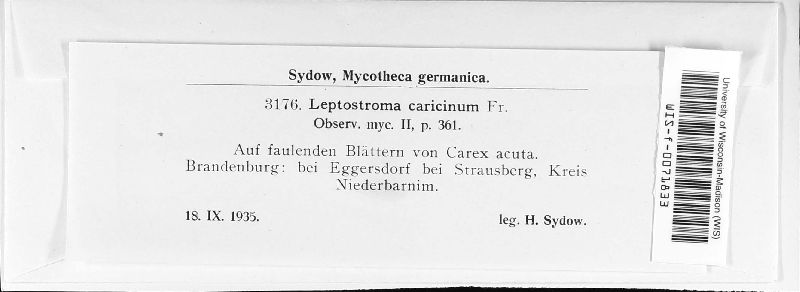 Sydow, Mycotheca germanica.
3176. Leptostroma caricinum Fr.
Observ. myc. II, p. 361.
Auf faulenden Blättern von Carex acuta.
Brandenburg: bei Eggersdorf bei Strausberg, Kreis
Niederbarnim.
18. IX. 1935.
leg. H. Sydow.
University of Wisconsin-Madison (WIS)
WIS-f-0071833